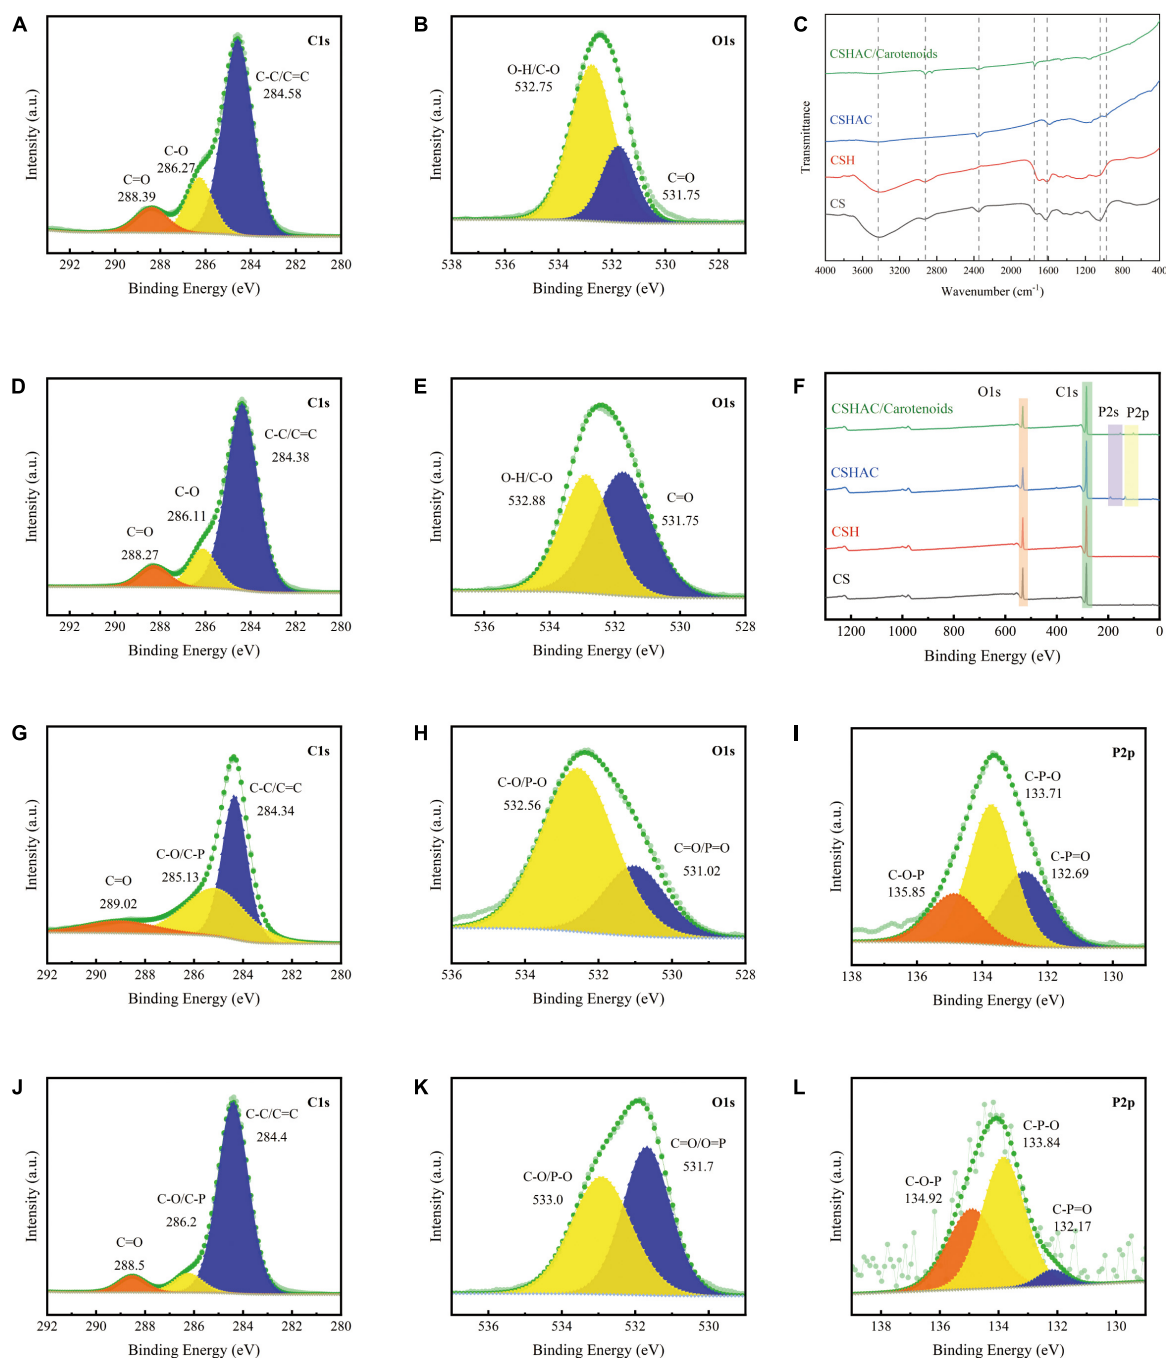 A
C1s
C-C/C=C
284.58
C-O
286.27
C=O
288.39
Intensity (a.u.)
292 290 288 286 284 282 280
Binding Energy (eV)
B
O1s
O-H/C-O
532.75
C=O
531.75
Intensity (a.u.)
538 536 534 532 530 528
Binding Energy (eV)
C
CSHAC/Carotenoids
CSHAC
CSH
CS
Transmittance
4000 3600 3200 2800 2400 2000 1600 1200 800 400
Wavenumber (cm⁻¹)
D
C1s
C-C/C=C
284.38
C-O
286.11
C=O
288.27
Intensity (a.u.)
292 290 288 286 284 282 280
Binding Energy (eV)
E
O1s
O-H/C-O
532.88
C=O
531.75
Intensity (a.u.)
536 534 532 530 528
Binding Energy (eV)
F
O1s
C1s
P2s
P2p
CSHAC/Carotenoids
CSHAC
CSH
CS
1200 1000 800 600 400 200 0
Binding Energy (eV)
G
C1s
C-C/C=C
284.34
C-O/C-P
285.13
C=O
289.02
Intensity (a.u.)
292 290 288 286 284 282 280
Binding Energy (eV)
H
O1s
C-O/P-O
532.56
C=O/P=O
531.02
Intensity (a.u.)
536 534 532 530 528
Binding Energy (eV)
I
P2p
C-P-O
133.71
C-P=O
132.69
C-O-P
135.85
Intensity (a.u.)
138 136 134 132 130
Binding Energy (eV)
J
C1s
C-C/C=C
284.4
C-O/C-P
286.2
C=O
288.5
Intensity (a.u.)
292 290 288 286 284 282 280
Binding Energy (eV)
K
O1s
C=O/O=P
531.7
C-O/P-O
533.0
Intensity (a.u.)
536 534 532 530
Binding Energy (eV)
L
P2p
C-P-O
133.84
C-O-P
134.92
C-P=O
132.17
Intensity (a.u.)
138 136 134 132 130
Binding Energy (eV)